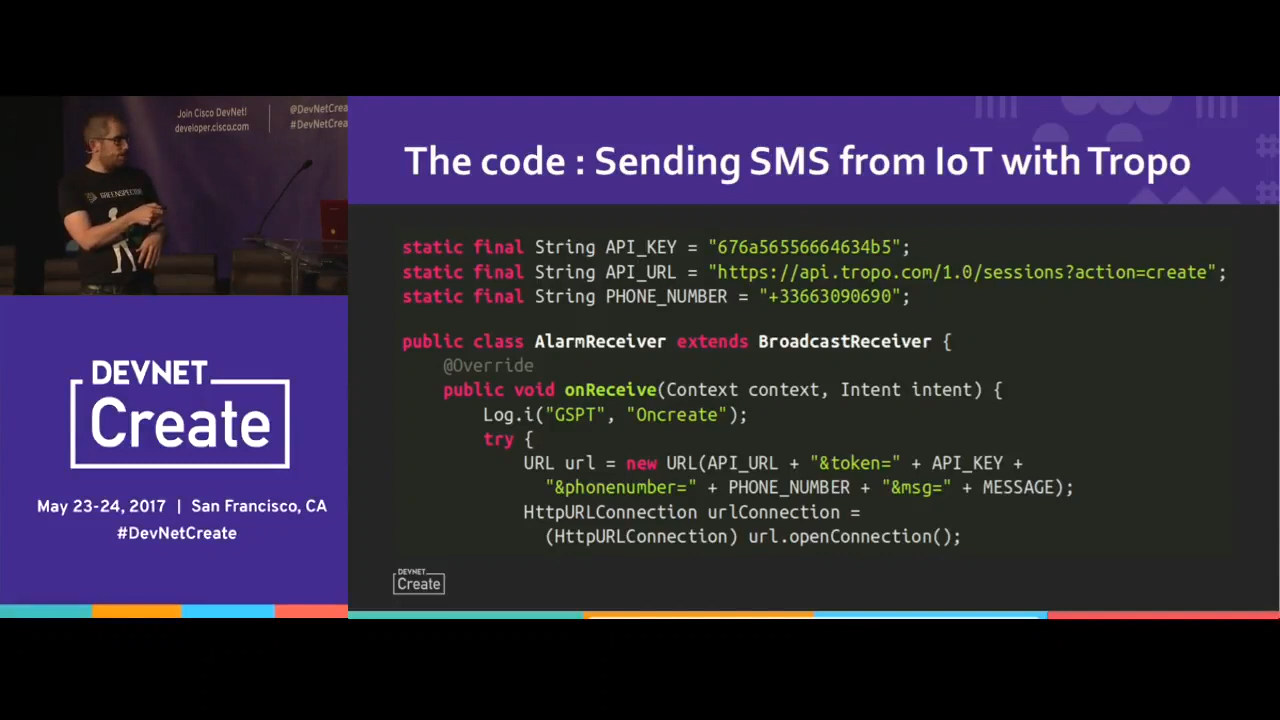 Join Cisco DevNet!
developer.cisco.com
@DevNetCrea
#DevNetCrea
DEVNET
Create
May 23-24, 2017 | San Francisco, CA
#DevNetCreate
The code : Sending SMS from IoT with Tropo
static final String API_KEY = "676a56556664634b5";
static final String API_URL = "https://api.tropo.com/1.0/sessions?action=create";
static final String PHONE_NUMBER = "+33663090690";
public class AlarmReceiver extends BroadcastReceiver {
@Override
public void onReceive(Context context, Intent intent) {
Log.i("GSPT", "Oncreate");
try {
URL url = new URL(API_URL + "&token=" + API_KEY +
"&phonenumber=" + PHONE_NUMBER + "&msg=" + MESSAGE);
HttpURLConnection urlConnection =
(HttpURLConnection) url.openConnection();
DEVNET
Create